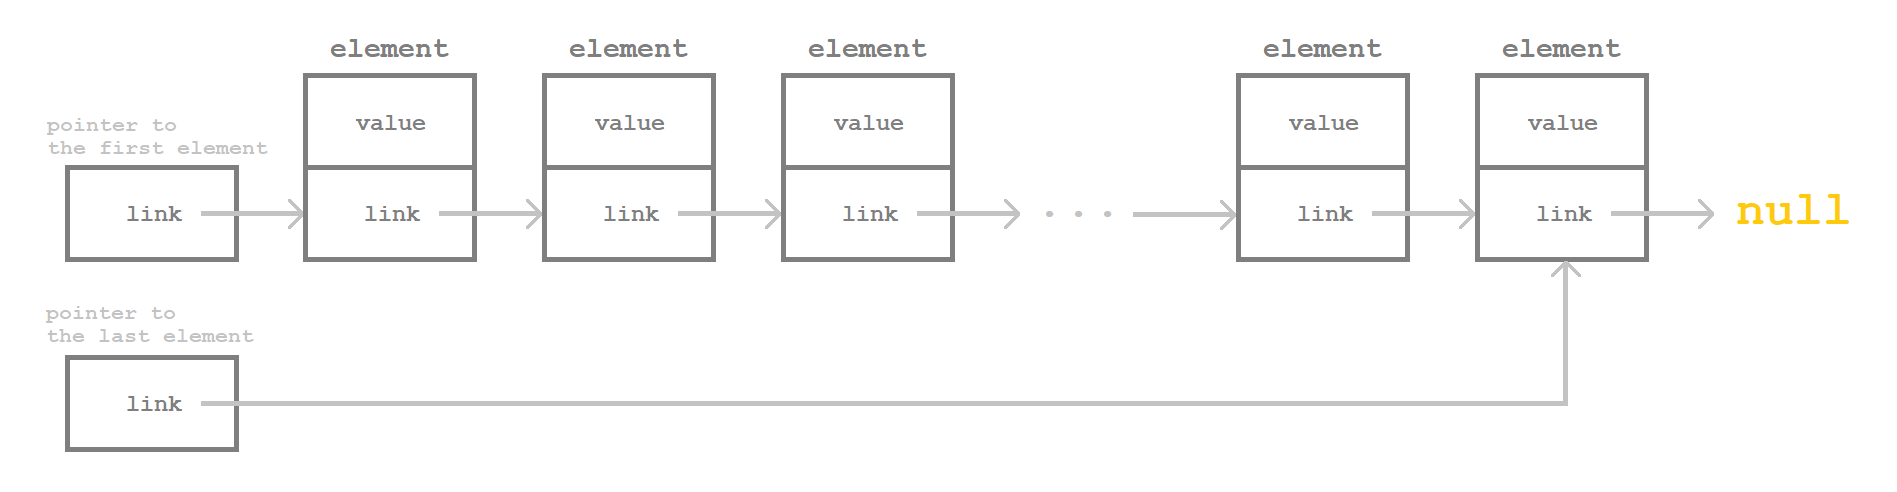 element element element element element
value value value value value
pointer to
the first element
link link link link . . . link link null
pointer to
the last element
link